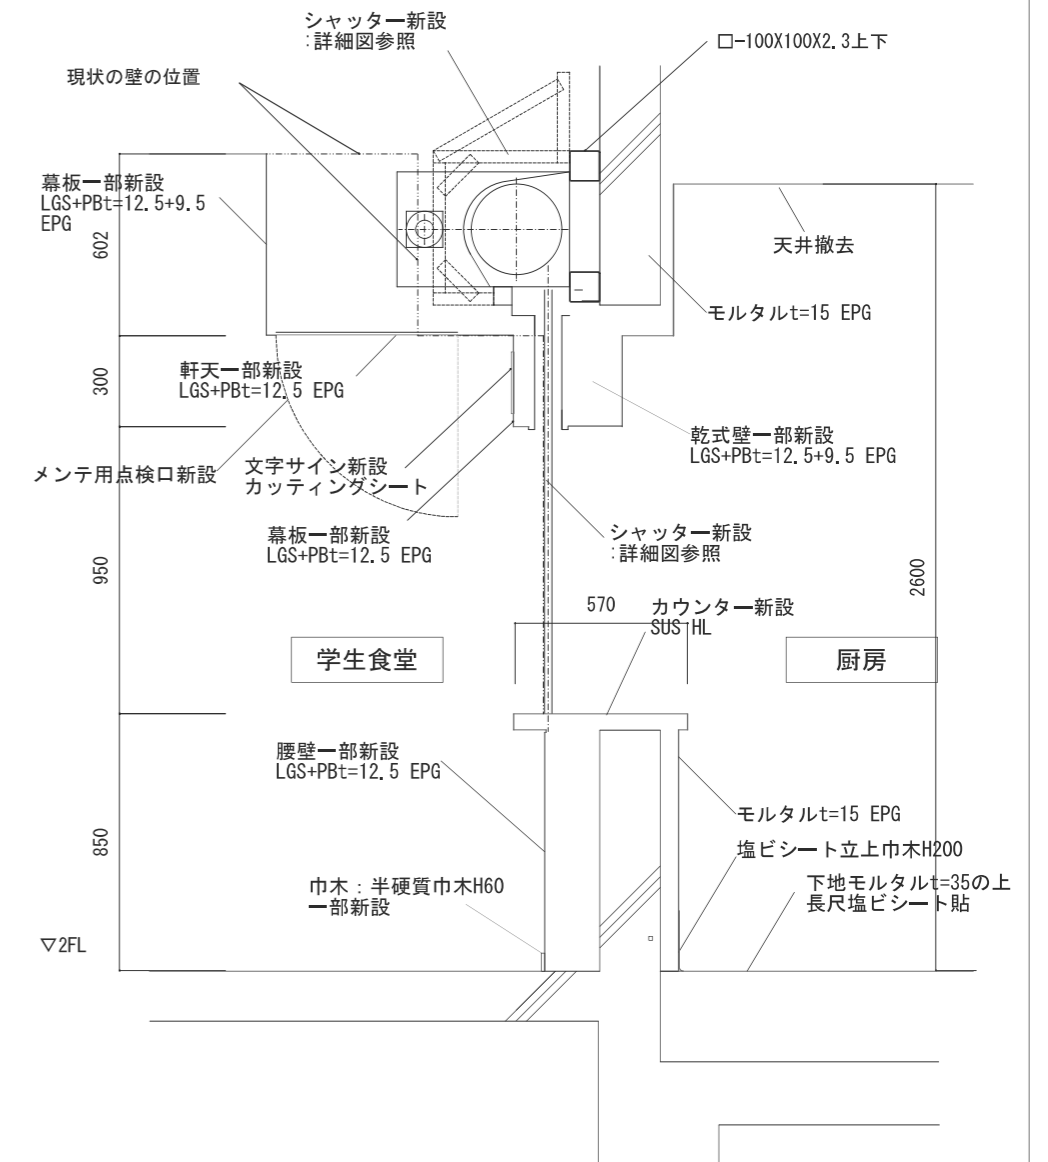 シャッター新設
:詳細図参照
□-100X100X2.3上下
現状の壁の位置
幕板一部新設
LGS+PBt=12.5+9.5
EPG
602
天井撤去
モルタルt=15 EPG
軒天一部新設
LGS+PBt=12.5 EPG
300
乾式壁一部新設
LGS+PBt=12.5+9.5 EPG
メンテ用点検口新設
文字サイン新設
カッティングシート
幕板一部新設
LGS+PBt=12.5 EPG
シャッター新設
:詳細図参照
950
2600
570
カウンター新設
SUS HL
学生食堂
厨房
腰壁一部新設
LGS+PBt=12.5 EPG
モルタルt=15 EPG
850
塩ビシート立上巾木H200
巾木：半硬質巾木H60
一部新設
下地モルタルt=35の上
長尺塩ビシート貼
▽2FL